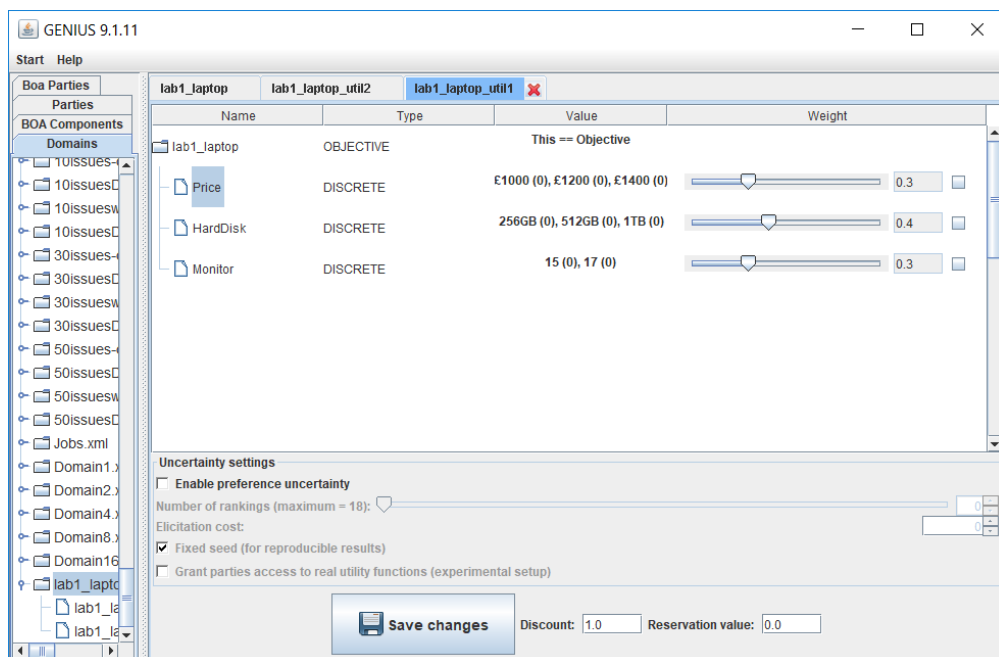 GENIUS 9.1.11
Start Help
Boa Parties
Parties
BOA Components
Domains
lab1_laptop lab1_laptop_util2 lab1_laptop_util1
Name Type Value Weight
lab1_laptop OBJECTIVE This == Objective
Price DISCRETE £1000 (0), £1200 (0), £1400 (0) 0.3
HardDisk DISCRETE 256GB (0), 512GB (0), 1TB (0) 0.4
Monitor DISCRETE 15 (0), 17 (0) 0.3
10issues-
10issuesD
10issuesw
10issuesD
30issues-
30issuesD
30issuesw
30issuesD
50issues-
50issuesD
50issuesw
50issuesD
Jobs.xml
Domain1.
Domain2.
Domain4.
Domain8.
Domain16
lab1_lapto
lab1_la
lab1_la
Uncertainty settings
Enable preference uncertainty
Number of rankings (maximum = 18): 0
Elicitation cost: 0
Fixed seed (for reproducible results)
Grant parties access to real utility functions (experimental setup)
Save changes Discount: 1.0 Reservation value: 0.0